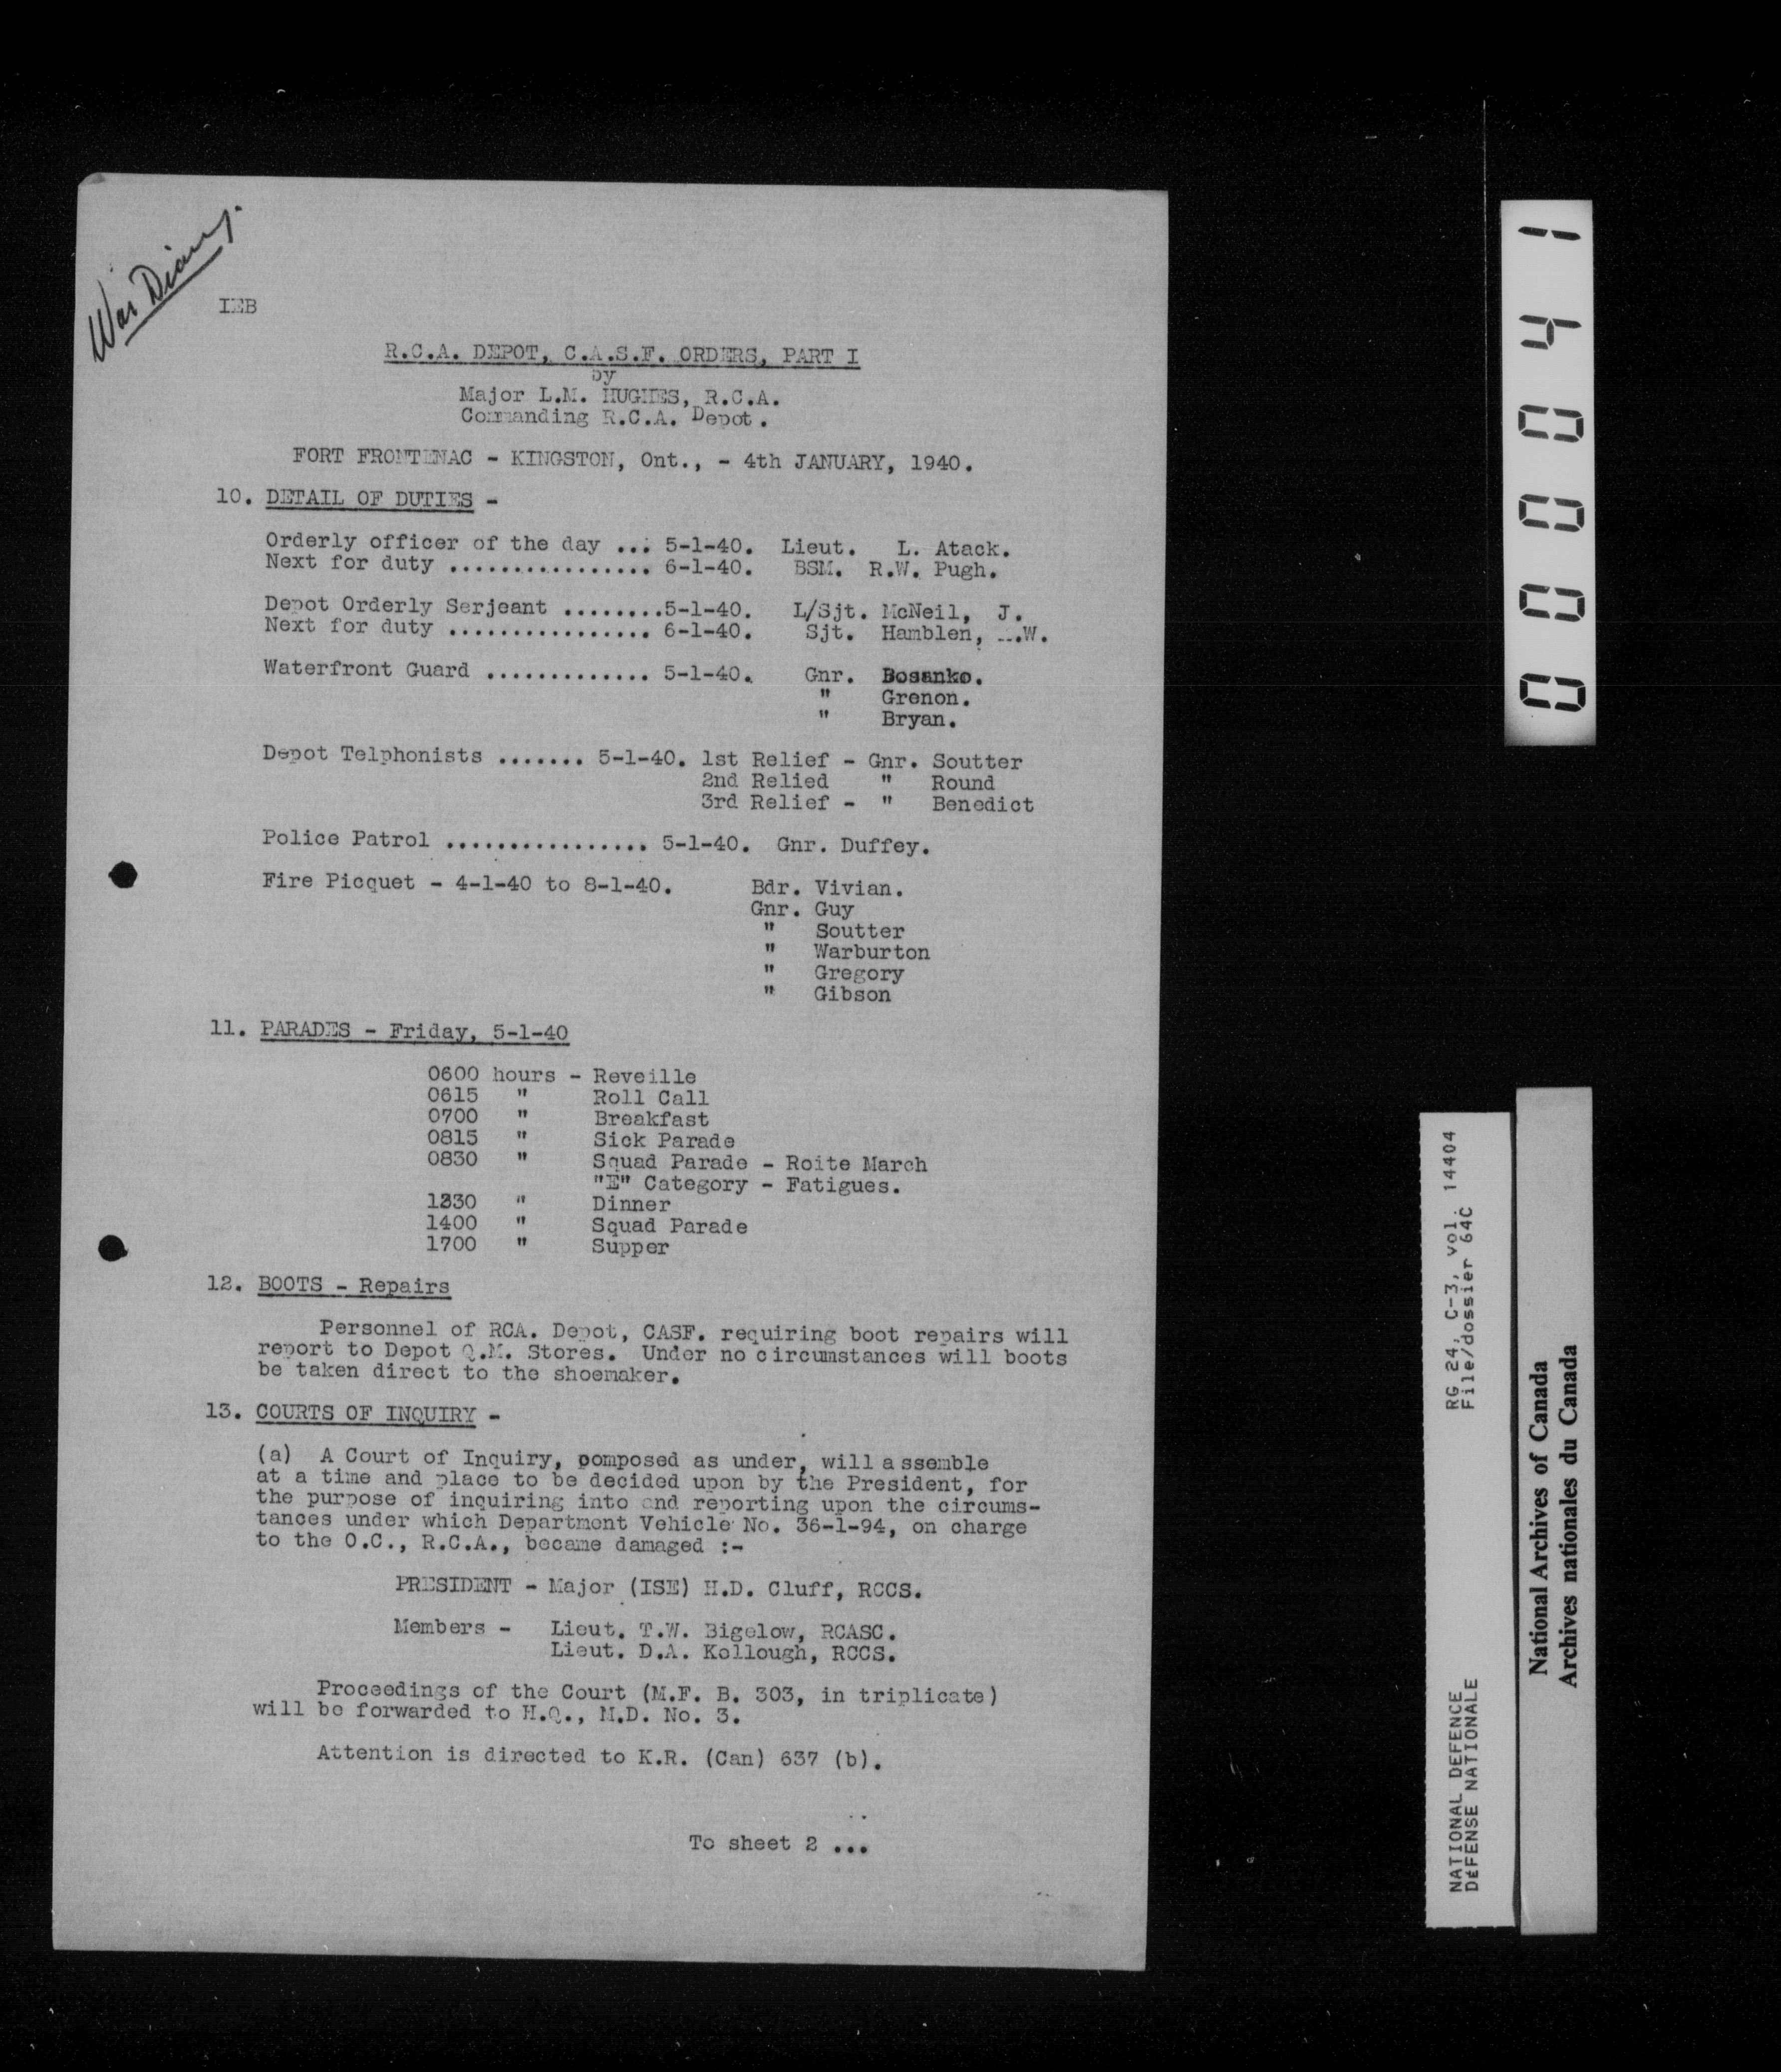 War Diary.
IEB
R.C.A. DEPOT, C.A.S.F. ORDERS, PART I
by
Major L.M. HUGHES, R.C.A.
Commanding R.C.A. Depot.
FORT FRONTENAC - KINGSTON, Ont., - 4th JANUARY, 1940.
10. DETAIL OF DUTIES -
Orderly officer of the day ... 5-1-40. Lieut. L. Atack.
Next for duty ................ 6-1-40. BSM. R.W. Pugh.
Depot Orderly Serjeant ........5-1-40. L/Sjt. McNeil, J.
Next for duty ................ 6-1-40. Sjt. Hamblen, W.
Waterfront Guard ............. 5-1-40. Gnr. Bosanko.
" Grenon.
" Bryan.
Depot Telphonists ....... 5-1-40. 1st Relief - Gnr. Soutter
2nd Relied " Round
3rd Relief - " Benedict
Police Patrol ................ 5-1-40. Gnr. Duffey.
Fire Picquet - 4-1-40 to 8-1-40. Bdr. Vivian.
Gnr. Guy
" Soutter
" Warburton
" Gregory
" Gibson
11. PARADES - Friday, 5-1-40
0600 hours - Reveille
0615 " Roll Call
0700 " Breakfast
0815 " Sick Parade
0830 " Squad Parade - Roite March
"E" Category - Fatigues.
" Dinner
1400 " Squad Parade
1700 " Supper
12. BOOTS - Repairs
Personnel of RCA. Depot, CASF. requiring boot repairs will
report to Depot Q.M. Stores. Under no circumstances will boots
be taken direct to the shoemaker.
13. COURTS OF INQUIRY -
(a) A Court of Inquiry, pomposed as under, will a ssemble
at a time and place to be decided upon by the President, for
the purpose of inquiring into and reporting upon the circums-
tances under which Department Vehicle No. 36-1-94, on charge
to the O.C., R.C.A., became damaged :-
PRESIDENT - Major (ISE) H.D. Cluff, RCCS.
Members - Lieut. T.W. Bigelow, RCASC.
Lieut. D.A. Kellough, RCCS.
Proceedings of the Court (M.F. B. 303, in triplicate)
will be forwarded to H.Q., M.D. No. 3.
Attention is directed to K.R. (Can) 637 (b).
To sheet 2 ...
000041
RG 24, C-3, vol. 14404
File/dossier 64C
NATIONAL DEFENCE
DéFENSE NATIONALE
National Archives of Canada
Archives nationales du Canada